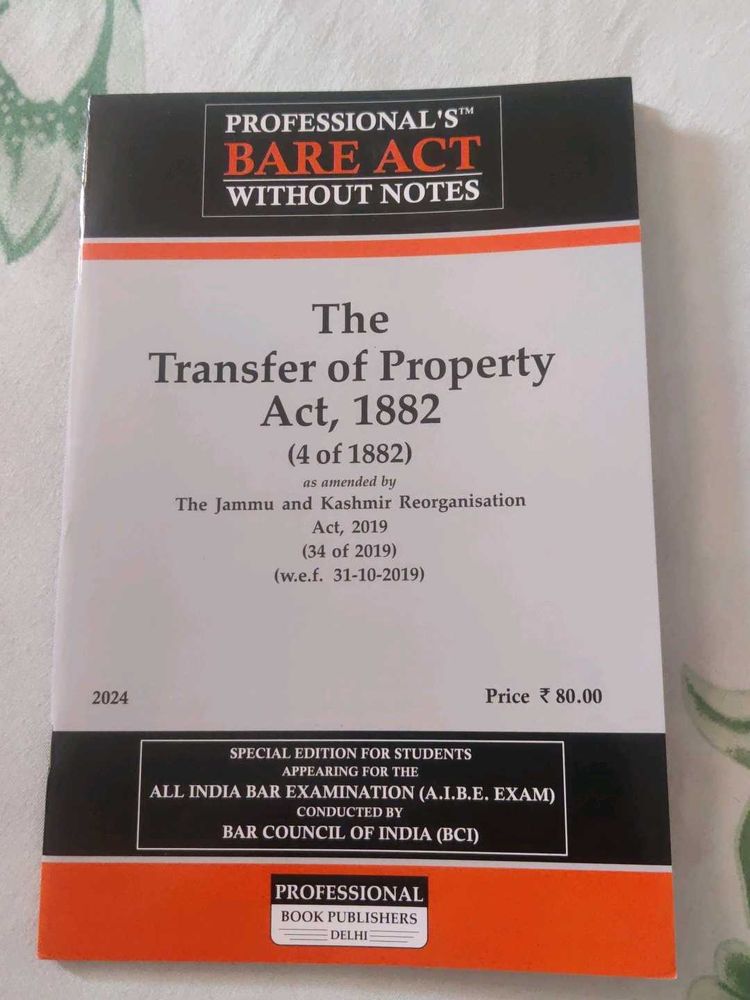 PROFESSIONAL'S™
BARE ACT
WITHOUT NOTES
The
Transfer of Property
Act, 1882
(4 of 1882)
as amended by
The Jammu and Kashmir Reorganisation
Act, 2019
(34 of 2019)
(w.e.f. 31-10-2019)
2024
Price ₹ 80.00
SPECIAL EDITION FOR STUDENTS
APPEARING FOR THE
ALL INDIA BAR EXAMINATION (A.I.B.E. EXAM)
CONDUCTED BY
BAR COUNCIL OF INDIA (BCI)
PROFESSIONAL
BOOK PUBLISHERS
DELHI